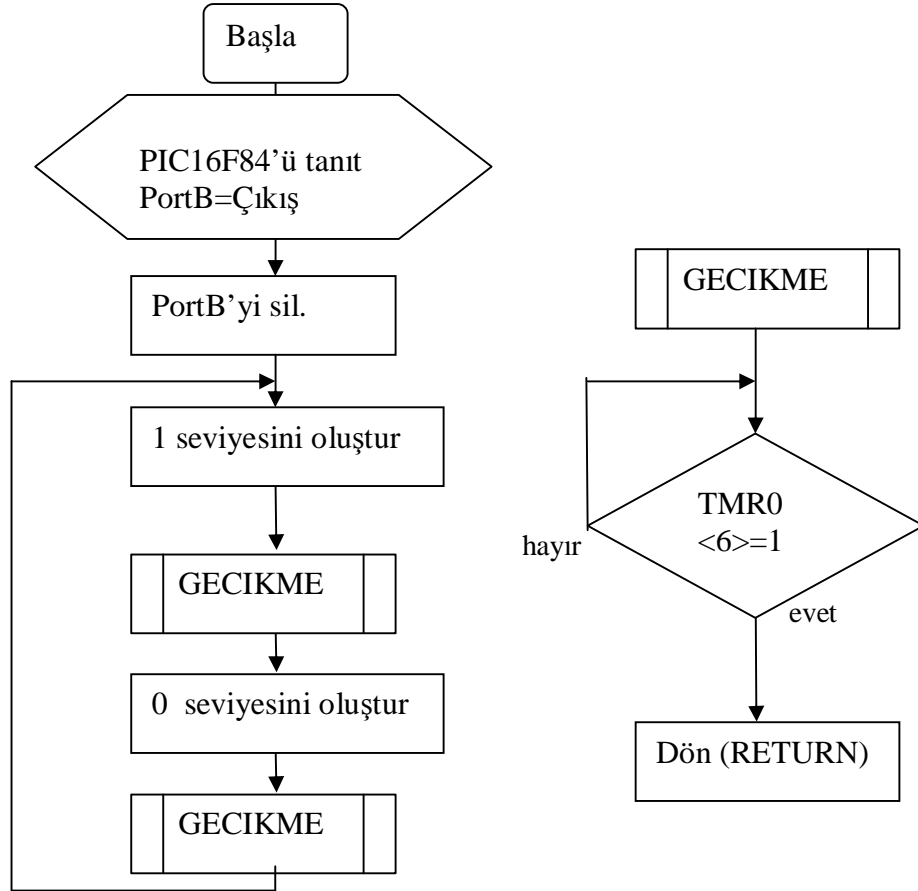 Başla
PIC16F84’ü tanıt
PortB=Çıkış
PortB’yi sil.
1 seviyesini oluştur
GECIKME
0 seviyesini oluştur
GECIKME
GECIKME
TMR0
<6>=1
hayır
evet
Dön (RETURN)